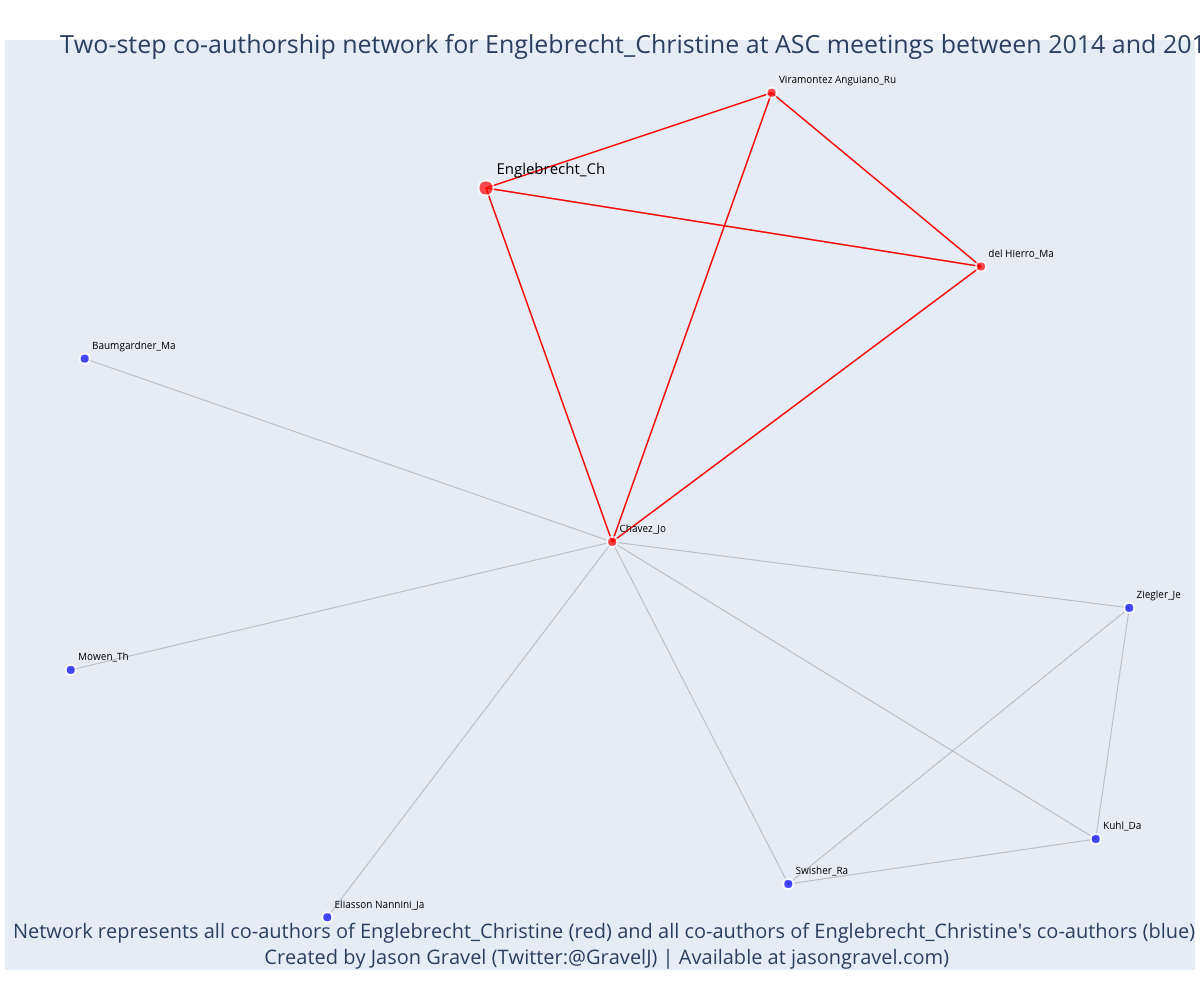 Two-step co-authorship network for Englebrecht_Christine at ASC meetings between 2014 and 201
Viramontez Anguiano_Ru
Englebrecht_Ch
del Hierro_Ma
Baumgardner_Ma
Chavez_Jo
Ziegler_Je
Mowen_Th
Kuhl_Da
Swisher_Ra
Eliasson Nannini_Ja
Network represents all co-authors of Englebrecht_Christine (red) and all co-authors of Englebrecht_Christine's co-authors (blue)
Created by Jason Gravel (Twitter:@GravelJ) | Available at jasongravel.com)